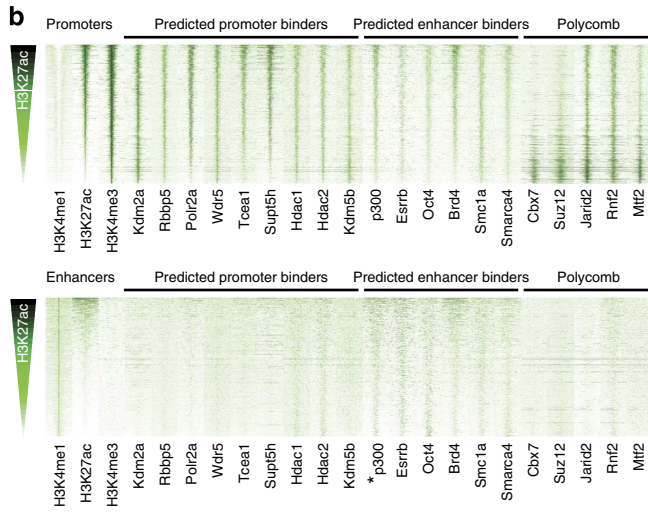 b
Promoters Predicted promoter binders Predicted enhancer binders Polycomb
H3K27ac
H3K4me1 H3K27ac H3K4me3 Kdm2a Rbbp5 Polr2a Wdr5 Tcea1 Supt5h Hdac1 Hdac2 Kdm5b p300 Esrrb Oct4 Brd4 Smc1a Smarca4 Cbx7 Suz12 Jarid2 Rnf2 Mtf2
Enhancers Predicted promoter binders Predicted enhancer binders Polycomb
H3K27ac
H3K4me1 H3K27ac H3K4me3 Kdm2a Rbbp5 Polr2a Wdr5 Tcea1 Supt5h Hdac1 Hdac2 Kdm5b * p300 Esrrb Oct4 Brd4 Smc1a Smarca4 Cbx7 Suz12 Jarid2 Rnf2 Mtf2